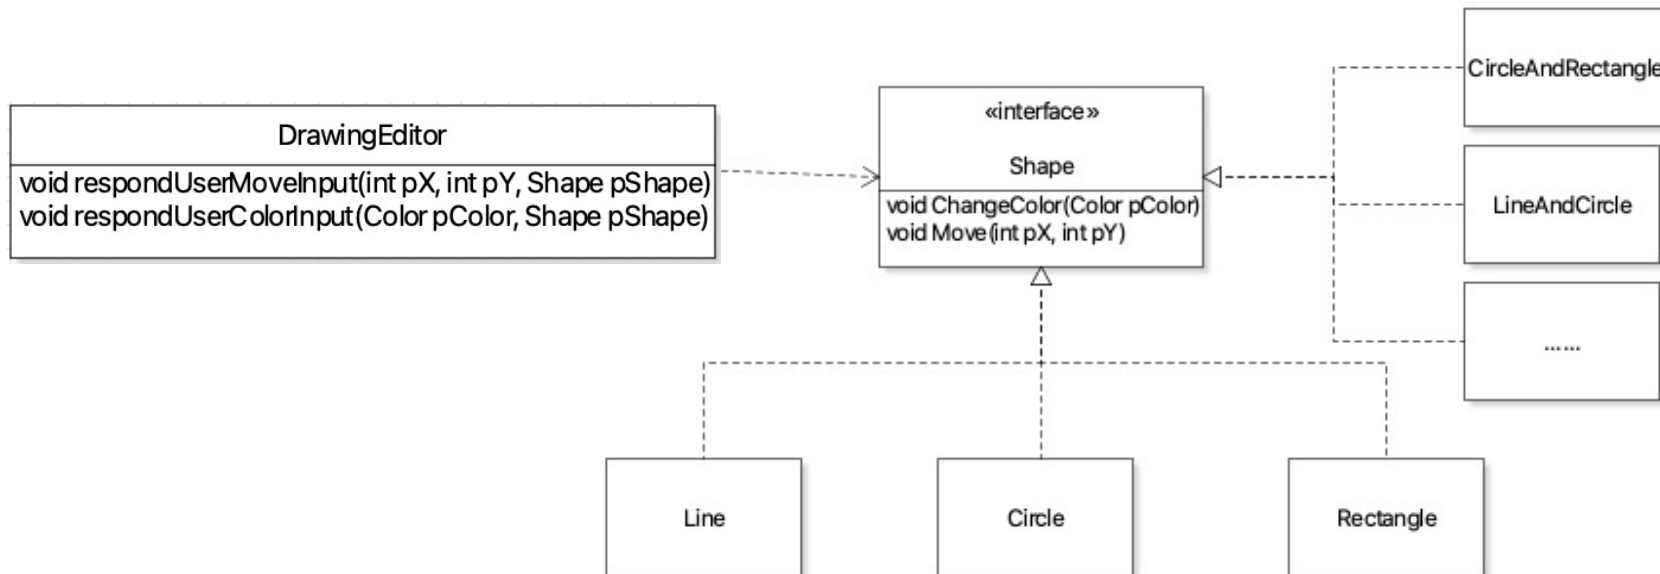 DrawingEditor
void respondUserMoveInput(int pX, int pY, Shape pShape)
void respondUserColorInput(Color pColor, Shape pShape)
«interface»
Shape
void ChangeColor(Color pColor)
void Move(int pX, int pY)
CircleAndRectangle
LineAndCircle
......
Line
Circle
Rectangle